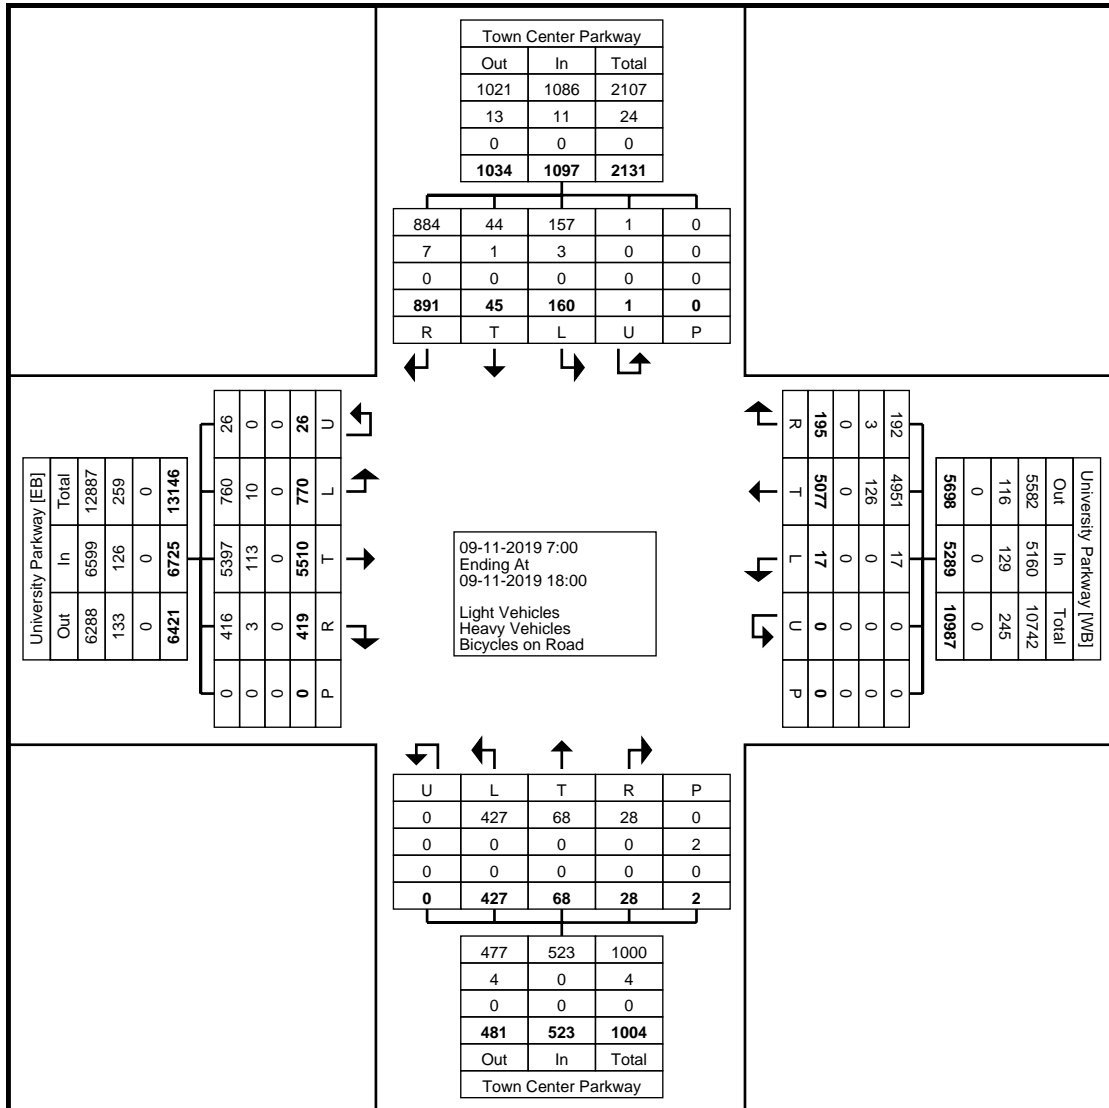 Town Center Parkway
Out In Total
1021 1086 2107
13 11 24
0 0 0
1034 1097 2131
884 44 157 1 0
7 1 3 0 0
0 0 0 0 0
891 45 160 1 0
R T L U P
University Parkway [EB]
Total In Out
12887 6599 6288
259 126 133
0 0 0
13146 6725 6421
26 760 5397 416 0
0 10 113 3 0
0 0 0 0 0
26 770 5510 419 0
U L T R P
09-11-2019 7:00
Ending At
09-11-2019 18:00
Light Vehicles
Heavy Vehicles
Bicycles on Road
University Parkway [WB]
Out In Total
5582 5160 10742
116 129 245
0 0 0
5698 5289 10987
192 4951 17 0 0
3 126 0 0 0
0 0 0 0 0
195 5077 17 0 0
R T L U P
U L T R P
0 427 68 28 0
0 0 0 0 2
0 0 0 0 0
0 427 68 28 2
477 523 1000
4 0 4
0 0 0
481 523 1004
Out In Total
Town Center Parkway